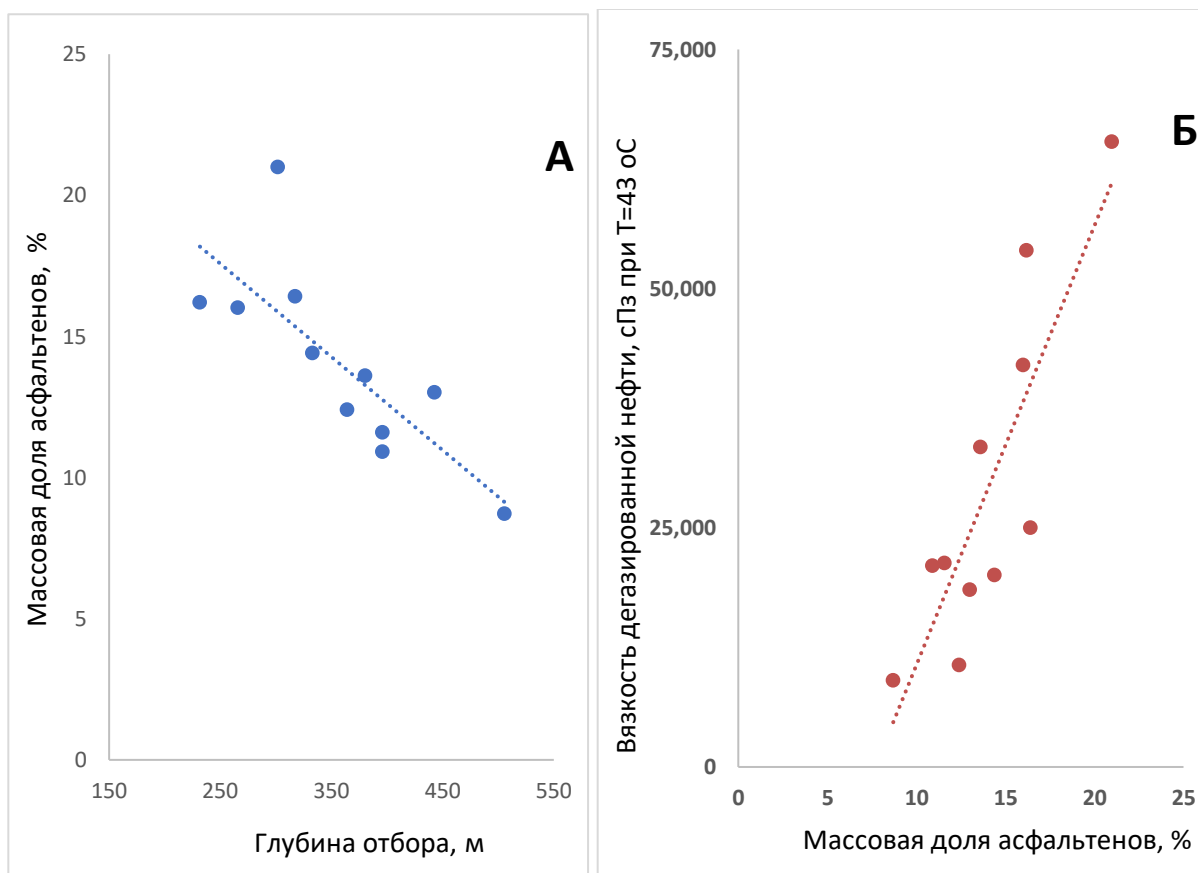 25
20
15
10
5
0
Массовая доля асфальтенов, %
А
150 250 350 450 550
Глубина отбора, м
75,000
50,000
25,000
0
Вязкость дегазированной нефти, сПз при Т=43 оС
Б
0 5 10 15 20 25
Массовая доля асфальтенов, %